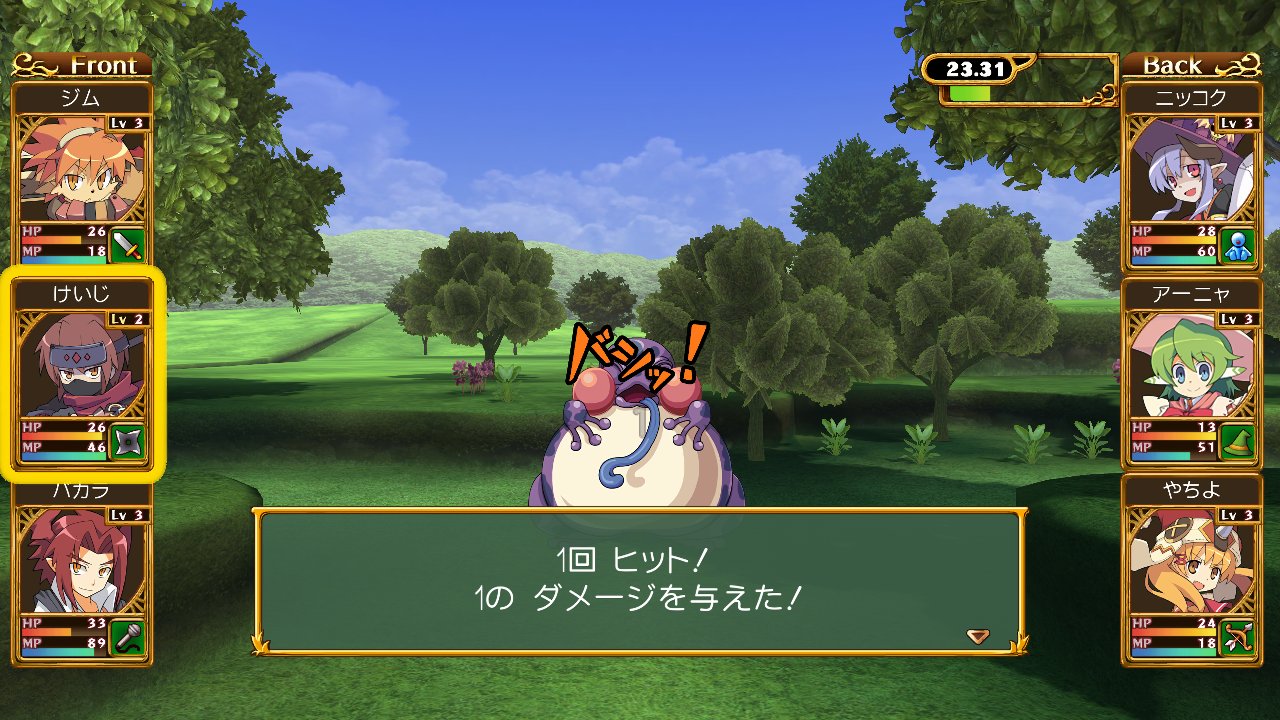 Front
ジム
Lv 3
HP 26
MP 18
けいじ
Lv 2
HP 26
MP 46
ハカラ
Lv 3
HP 33
MP 89
23.31
Back
ニッコク
Lv 3
HP 28
MP 60
アーニャ
Lv 3
HP 13
MP 51
やちよ
Lv 3
HP 24
MP 18
バシッ!
1
1回 ヒット!
1の ダメージを与えた!